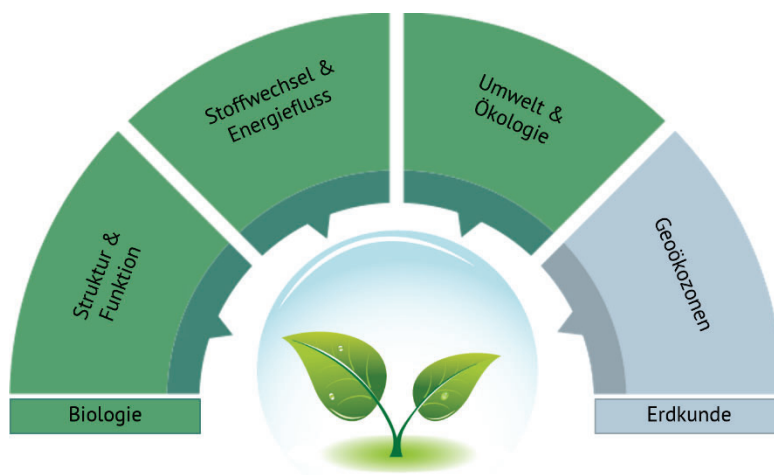 Struktur &
Funktion
Stoffwechsel &
Energiefluss
Umwelt &
Ökologie
Geoökozonen
Biologie
Erdkunde